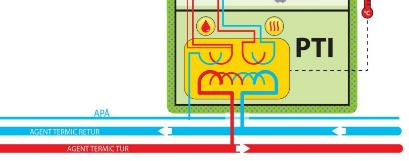 °C
PTI
APĂ
AGENT TERMIC RETUR
AGENT TERMIC TUR